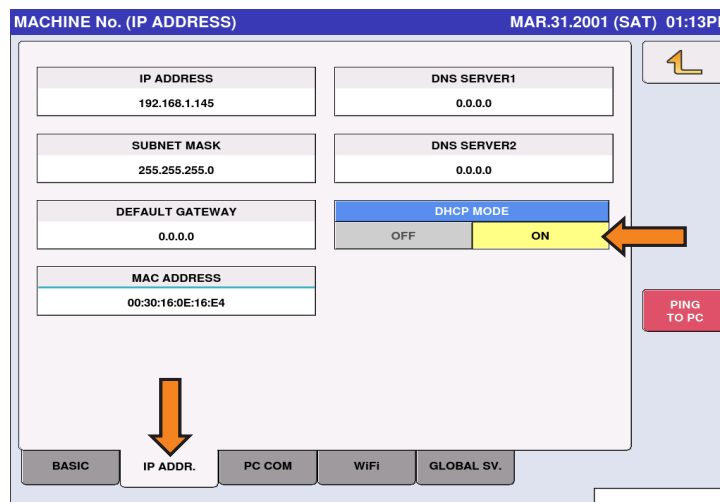 MACHINE No. (IP ADDRESS)
MAR.31.2001 (SAT) 01:13P
IP ADDRESS
192.168.1.145
SUBNET MASK
255.255.255.0
DEFAULT GATEWAY
0.0.0.0
MAC ADDRESS
00:30:16:0E:16:E4
DNS SERVER1
0.0.0.0
DNS SERVER2
0.0.0.0
DHCP MODE
OFF ON
PING
TO PC
BASIC IP ADDR. PC COM WiFi GLOBAL SV.